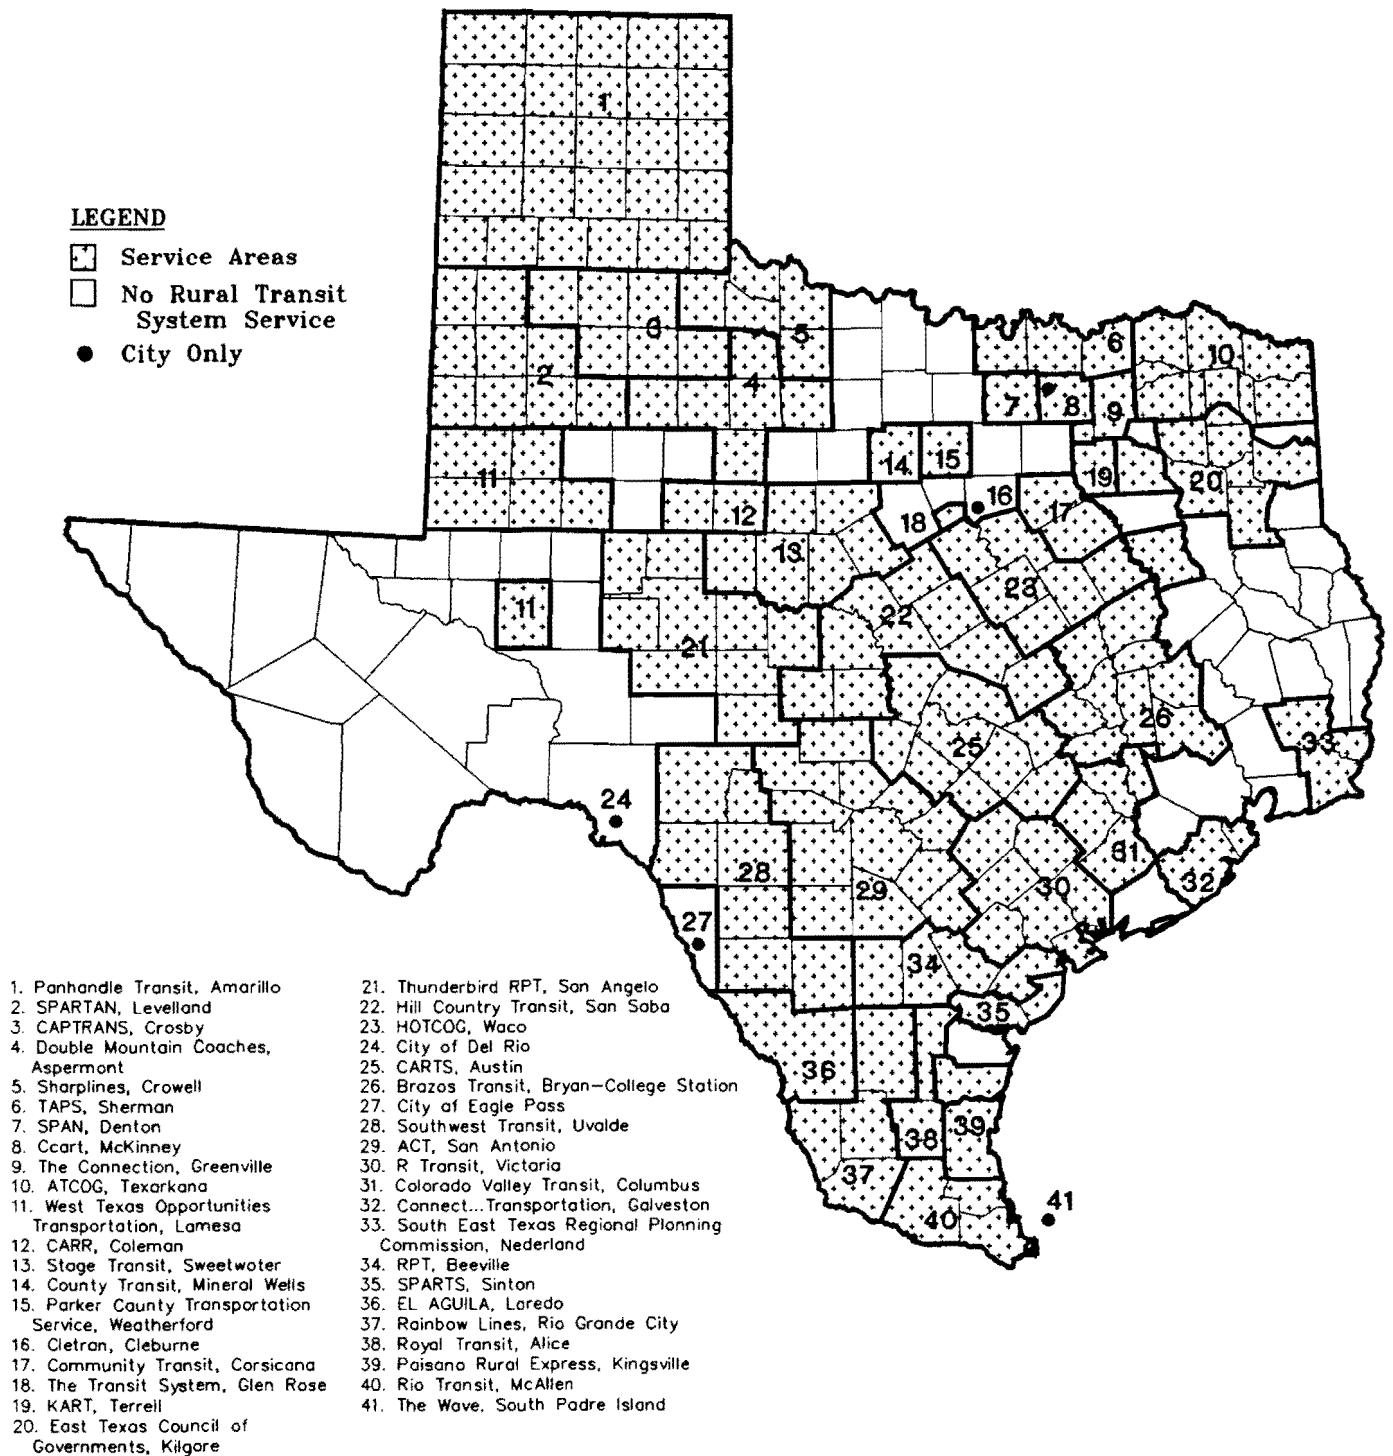 LEGEND
Service Areas
No Rural Transit
System Service
City Only
1
2
3
4
5
6
7
8
9
10
11
11
12
13
14
15
16
17
18
19
20
21
22
23
24
25
26
27
28
29
30
31
32
33
34
35
36
37
38
39
40
41
1. Panhandle Transit, Amarillo
2. SPARTAN, Levelland
3. CAPTRANS, Crosby
4. Double Mountain Coaches,
Aspermont
5. Sharplines, Crowell
6. TAPS, Sherman
7. SPAN, Denton
8. Ccart, McKinney
9. The Connection, Greenville
10. ATCOG, Texarkana
11. West Texas Opportunities
Transportation, Lamesa
12. CARR, Coleman
13. Stage Transit, Sweetwater
14. County Transit, Mineral Wells
15. Parker County Transportation
Service, Weatherford
16. Cletran, Cleburne
17. Community Transit, Corsicana
18. The Transit System, Glen Rose
19. KART, Terrell
20. East Texas Council of
Governments, Kilgore
21. Thunderbird RPT, San Angelo
22. Hill Country Transit, San Saba
23. HOTCOG, Waco
24. City of Del Rio
25. CARTS, Austin
26. Brazos Transit, Bryan-College Station
27. City of Eagle Pass
28. Southwest Transit, Uvalde
29. ACT, San Antonio
30. R Transit, Victoria
31. Colorado Valley Transit, Columbus
32. Connect...Transportation, Galveston
33. South East Texas Regional Planning
Commission, Nederland
34. RPT, Beeville
35. SPARTS, Sinton
36. EL AGUILA, Laredo
37. Rainbow Lines, Rio Grande City
38. Royal Transit, Alice
39. Paisano Rural Express, Kingsville
40. Rio Transit, McAllen
41. The Wave, South Padre Island